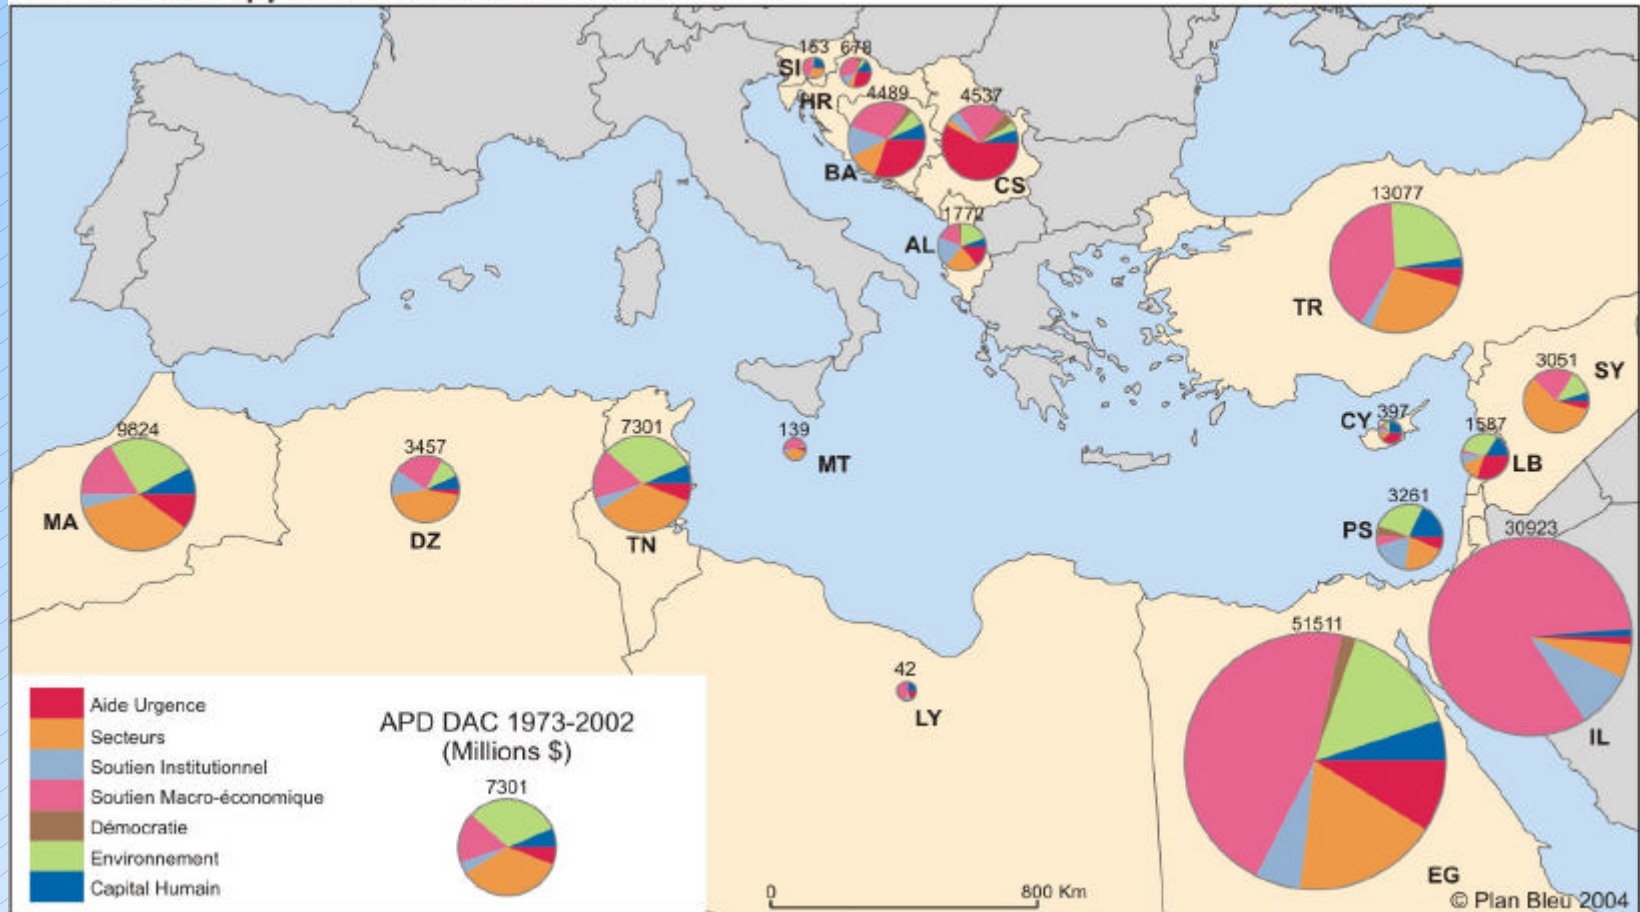 153
678
SI
HR
4489
4537
BA
CS
1772
AL
13077
TR
3051
SY
CY
397
1587
LB
9824
MA
3457
DZ
7301
TN
139
MT
3261
PS
30923
IL
51511
EG
42
LY
Aide Urgence
Secteurs
Soutien Institutionnel
Soutien Macro-économique
Démocratie
Environnement
Capital Humain
APD DAC 1973-2002
(Millions $)
7301
0
800 Km
© Plan Bleu 2004